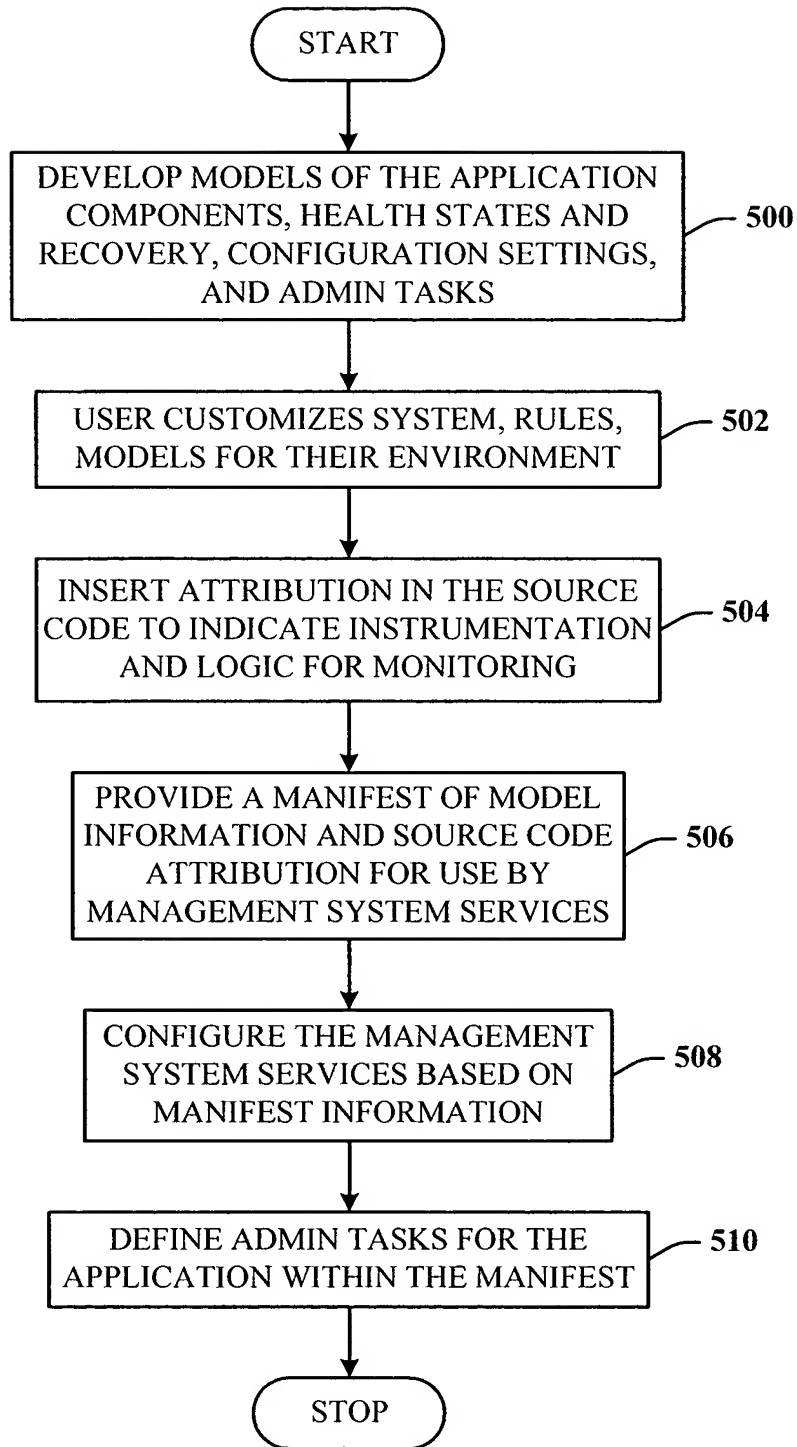 START
DEVELOP MODELS OF THE APPLICATION
COMPONENTS, HEALTH STATES AND
RECOVERY, CONFIGURATION SETTINGS,
AND ADMIN TASKS
500
USER CUSTOMIZES SYSTEM, RULES,
MODELS FOR THEIR ENVIRONMENT
502
INSERT ATTRIBUTION IN THE SOURCE
CODE TO INDICATE INSTRUMENTATION
AND LOGIC FOR MONITORING
504
PROVIDE A MANIFEST OF MODEL
INFORMATION AND SOURCE CODE
ATTRIBUTION FOR USE BY
MANAGEMENT SYSTEM SERVICES
506
CONFIGURE THE MANAGEMENT
SYSTEM SERVICES BASED ON
MANIFEST INFORMATION
508
DEFINE ADMIN TASKS FOR THE
APPLICATION WITHIN THE MANIFEST
510
STOP